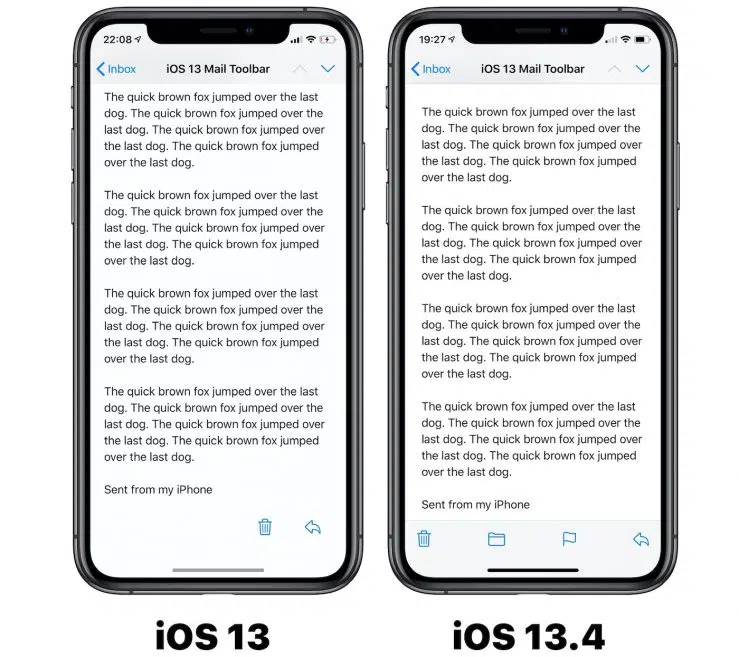 22:08
Inbox
iOS 13 Mail Toolbar
The quick brown fox jumped over the last
dog. The quick brown fox jumped over the
last dog. The quick brown fox jumped over
the last dog. The quick brown fox jumped
over the last dog.
The quick brown fox jumped over the last
dog. The quick brown fox jumped over the
last dog. The quick brown fox jumped over
the last dog. The quick brown fox jumped
over the last dog.
The quick brown fox jumped over the last
dog. The quick brown fox jumped over the
last dog. The quick brown fox jumped over
the last dog. The quick brown fox jumped
over the last dog.
The quick brown fox jumped over the last
dog. The quick brown fox jumped over the
last dog. The quick brown fox jumped over
the last dog. The quick brown fox jumped
over the last dog.
Sent from my iPhone
iOS 13
19:27
Inbox
iOS 13 Mail Toolbar
The quick brown fox jumped over the last
dog. The quick brown fox jumped over the
last dog. The quick brown fox jumped over
the last dog. The quick brown fox jumped
over the last dog.
The quick brown fox jumped over the last
dog. The quick brown fox jumped over the
last dog. The quick brown fox jumped over
the last dog. The quick brown fox jumped
over the last dog.
The quick brown fox jumped over the last
dog. The quick brown fox jumped over the
last dog. The quick brown fox jumped over
the last dog. The quick brown fox jumped
over the last dog.
The quick brown fox jumped over the last
dog. The quick brown fox jumped over the
last dog. The quick brown fox jumped over
the last dog. The quick brown fox jumped
over the last dog.
Sent from my iPhone
iOS 13.4